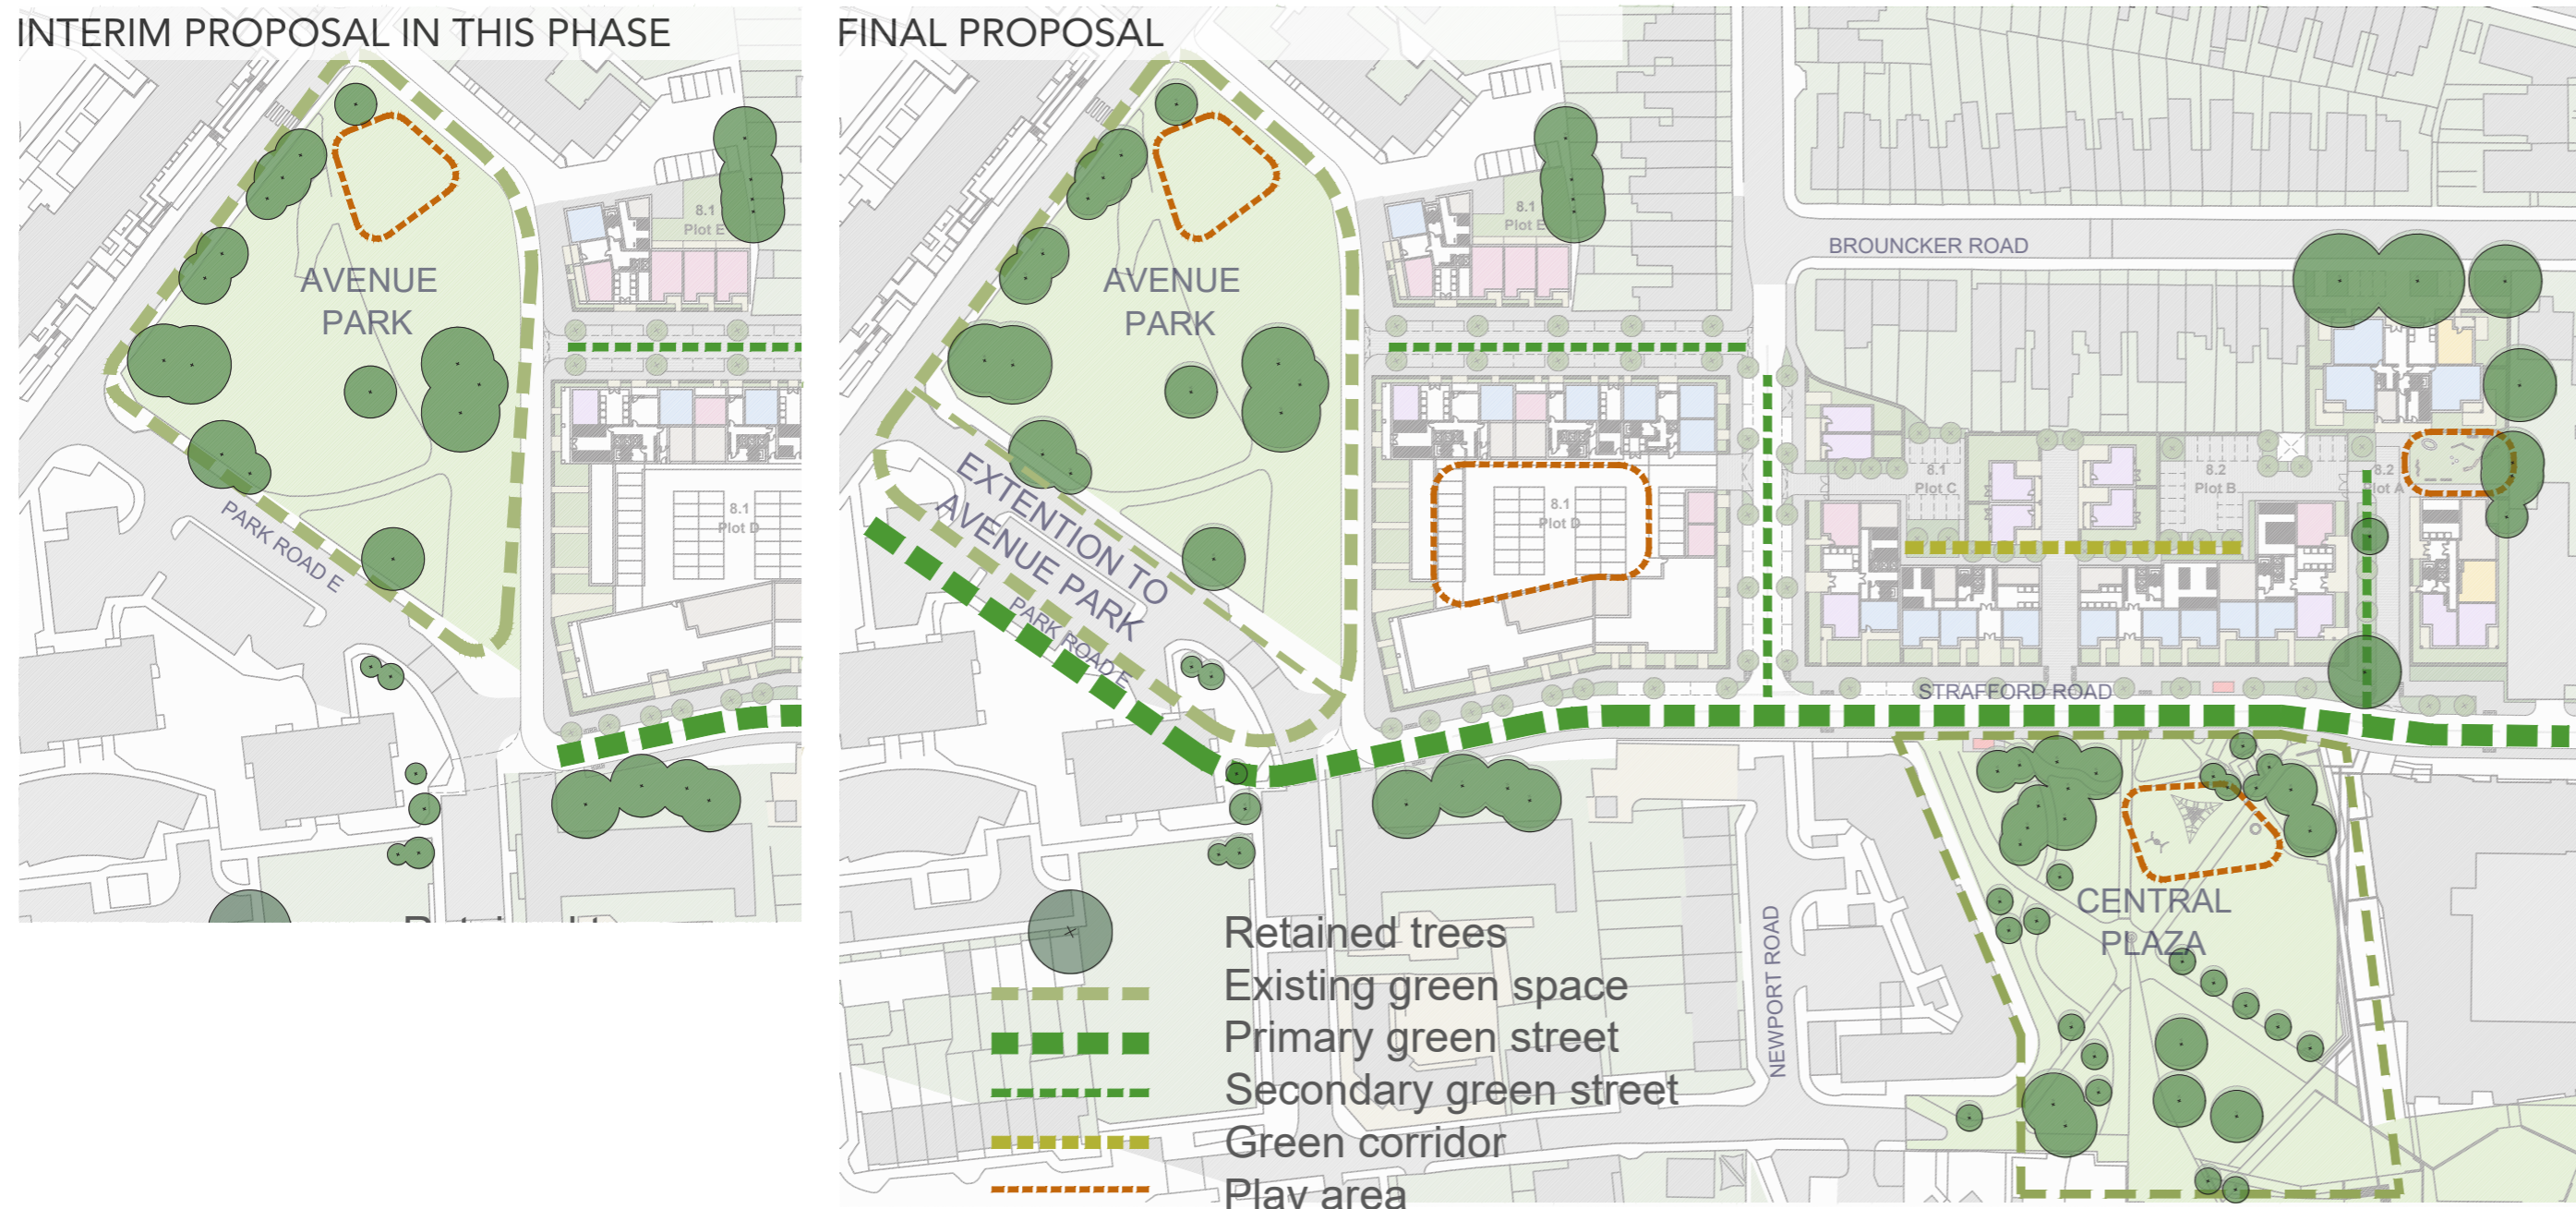 INTERIM PROPOSAL IN THIS PHASE
AVENUE
PARK
PARK ROAD E
8.1
Plot E
8.1
Plot D
FINAL PROPOSAL
AVENUE
PARK
EXTENTION TO
AVENUE PARK
PARK ROAD E
8.1
Plot E
8.1
Plot D
BROUNCKER ROAD
8.1
Plot C
8.2
Plot B
8.2
Plot A
STRAFFORD ROAD
NEWPORT ROAD
CENTRAL
PLAZA
Retained trees
Existing green space
Primary green street
Secondary green street
Green corridor
Play area